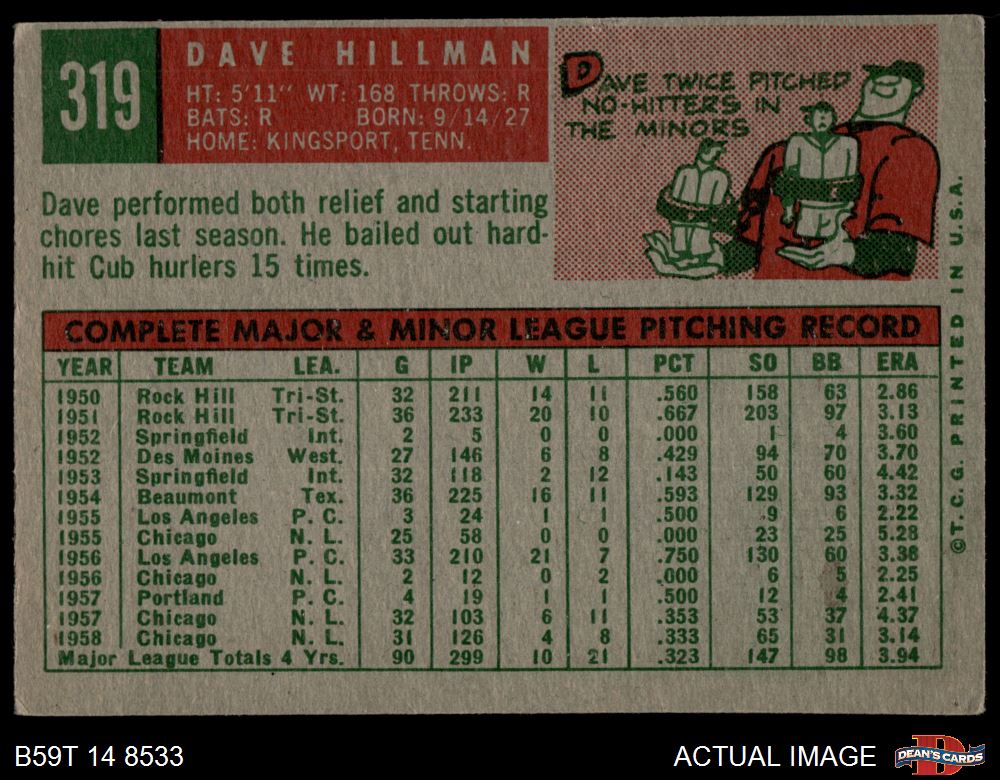 319
DAVE HILLMAN
HT: 5'11" WT: 168 THROWS: R
BATS: R BORN: 9/14/27
HOME: KINGSPORT, TENN.
DAVE TWICE PITCHED
NO-HITTERS IN
THE MINORS
Dave performed both relief and starting
chores last season. He bailed out hard-
hit Cub hurlers 15 times.
COMPLETE MAJOR & MINOR LEAGUE PITCHING RECORD
YEAR TEAM LEA. G IP W L PCT SO BB ERA
1950 Rock Hill Tri-St. 32 211 14 11 .560 158 63 2.86
1951 Rock Hill Tri-St. 36 233 20 10 .667 203 97 3.13
1952 Springfield Int. 2 5 0 0 .000 1 4 3.60
1952 Des Moines West. 27 146 6 8 .429 94 70 3.70
1953 Springfield Int. 32 118 2 12 .143 50 60 4.42
1954 Beaumont Tex. 36 225 16 11 .593 129 93 3.32
1955 Los Angeles P. C. 3 24 1 1 .500 9 6 2.22
1955 Chicago N. L. 25 58 0 0 .000 23 25 5.28
1956 Los Angeles P. C. 33 210 21 7 .750 130 60 3.38
1956 Chicago N. L. 2 12 0 2 .000 6 5 2.25
1957 Portland P. C. 4 19 1 1 .500 12 4 2.41
1957 Chicago N. L. 32 103 6 11 .353 53 37 4.37
1958 Chicago N. L. 31 126 4 8 .333 65 31 3.14
Major League Totals 4 Yrs. 90 299 10 21 .323 147 98 3.94
© T. C. G. PRINTED IN U.S.A.
B59T 14 8533
ACTUAL IMAGE
D
DEAN'S CARDS